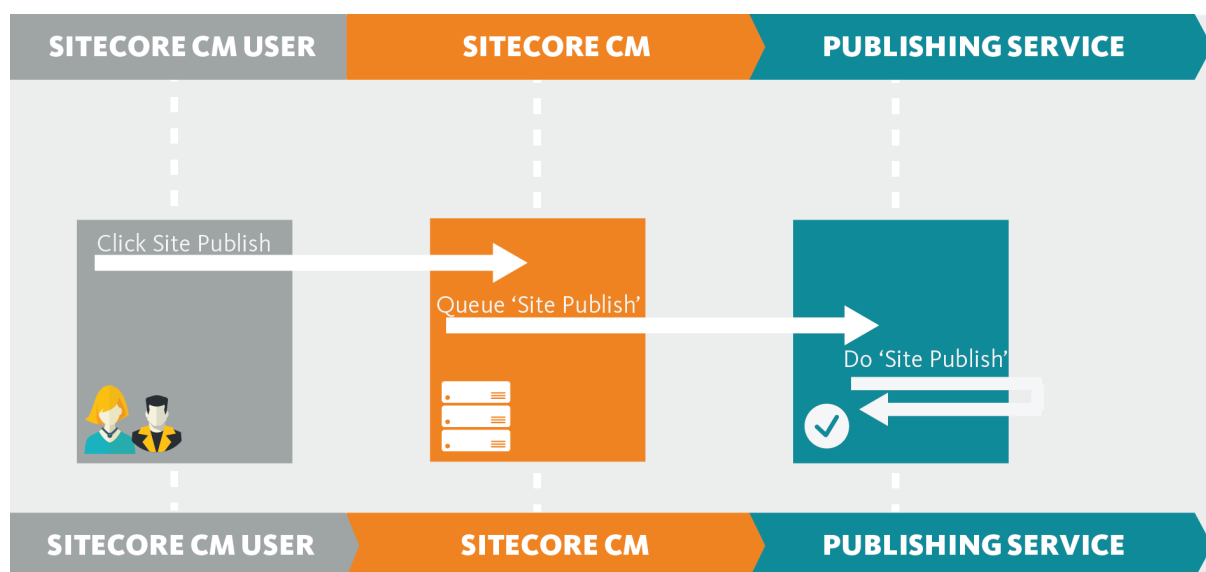 SITECORE CM USER
SITECORE CM
PUBLISHING SERVICE
Click Site Publish
Queue ‘Site Publish’
Do ‘Site Publish’
SITECORE CM USER
SITECORE CM
PUBLISHING SERVICE